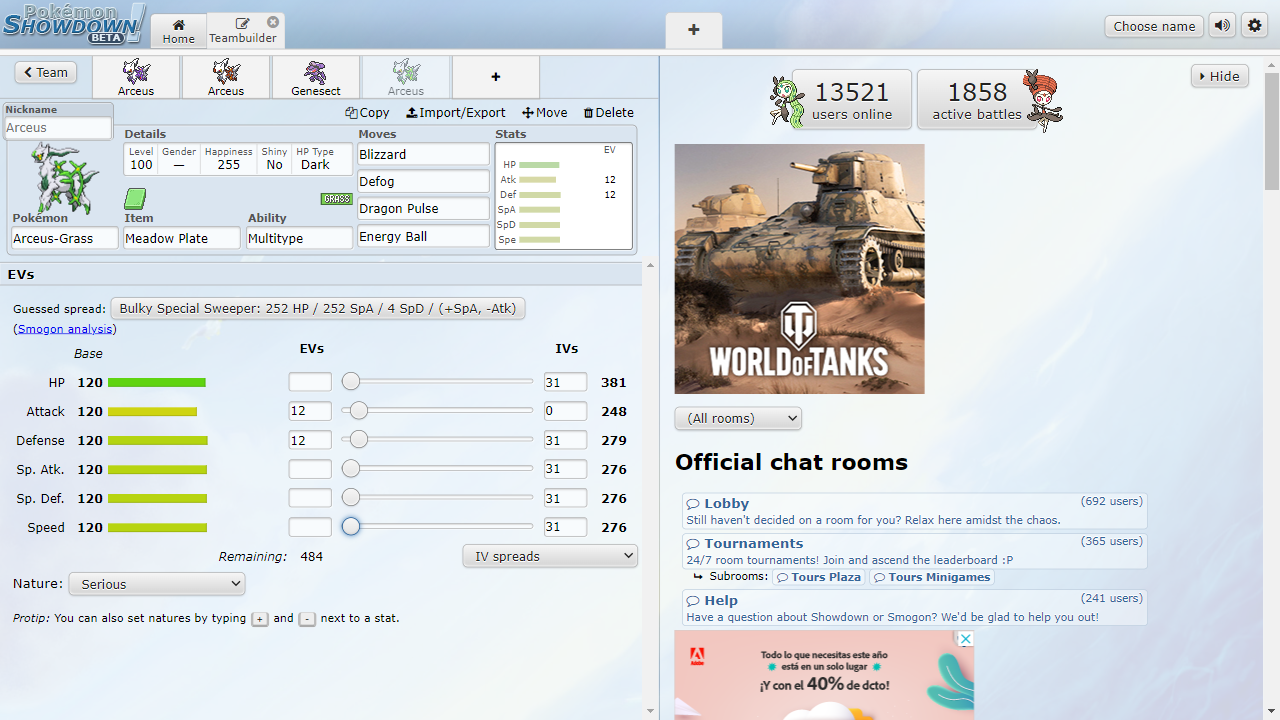 Pokémon
SHOWDOWN!
BETA
Home
Teambuilder
Choose name
Team
Arceus
Arceus
Genesect
Arceus
Nickname
Arceus
Copy
Import/Export
Move
Delete
Details
Level
100
Gender
—
Happiness
255
Shiny
No
HP Type
Dark
GRASS
Pokémon
Arceus-Grass
Item
Meadow Plate
Ability
Multitype
Moves
Blizzard
Defog
Dragon Pulse
Energy Ball
Stats
EV
HP
Atk 12
Def 12
SpA
SpD
Spe
EVs
Guessed spread: Bulky Special Sweeper: 252 HP / 252 SpA / 4 SpD / (+SpA, -Atk)
(Smogon analysis)
Base EVs IVs
HP 120 31 381
Attack 120 12 0 248
Defense 120 12 31 279
Sp. Atk. 120 31 276
Sp. Def. 120 31 276
Speed 120 31 276
Remaining: 484
IV spreads
Nature: Serious
Protip: You can also set natures by typing + and - next to a stat.
13521
users online
1858
active battles
Hide
WORLD OF TANKS
(All rooms)
Official chat rooms
Lobby (692 users)
Still haven't decided on a room for you? Relax here amidst the chaos.
Tournaments (365 users)
24/7 room tournaments! Join and ascend the leaderboard :P
Subrooms: Tours Plaza Tours Minigames
Help (241 users)
Have a question about Showdown or Smogon? We'd be glad to help you out!
Adobe
Todo lo que necesitas este año
está en un solo lugar
¡Y con el 40% de dcto!